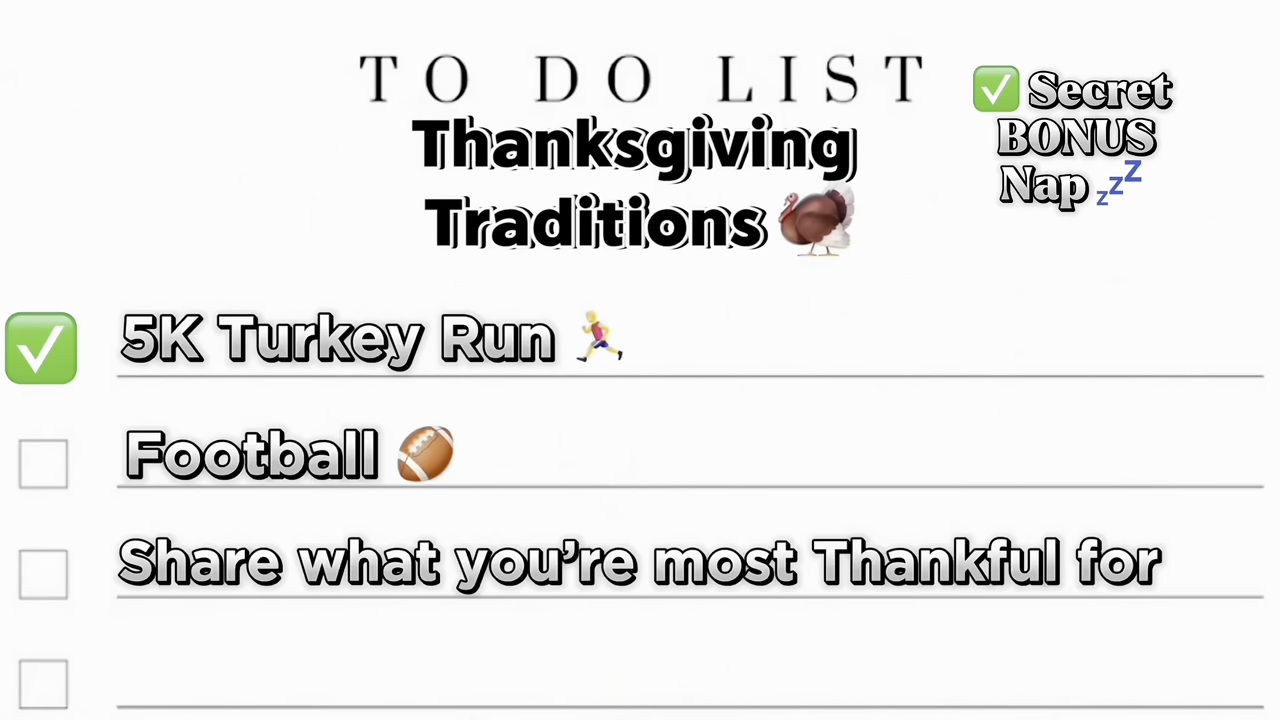 TO DO LIST
Thanksgiving
Traditions 🦃
✅ Secret
BONUS
Nap 💤
✅ 5K Turkey Run 🏃
Football 🏈
Share what you’re most Thankful for